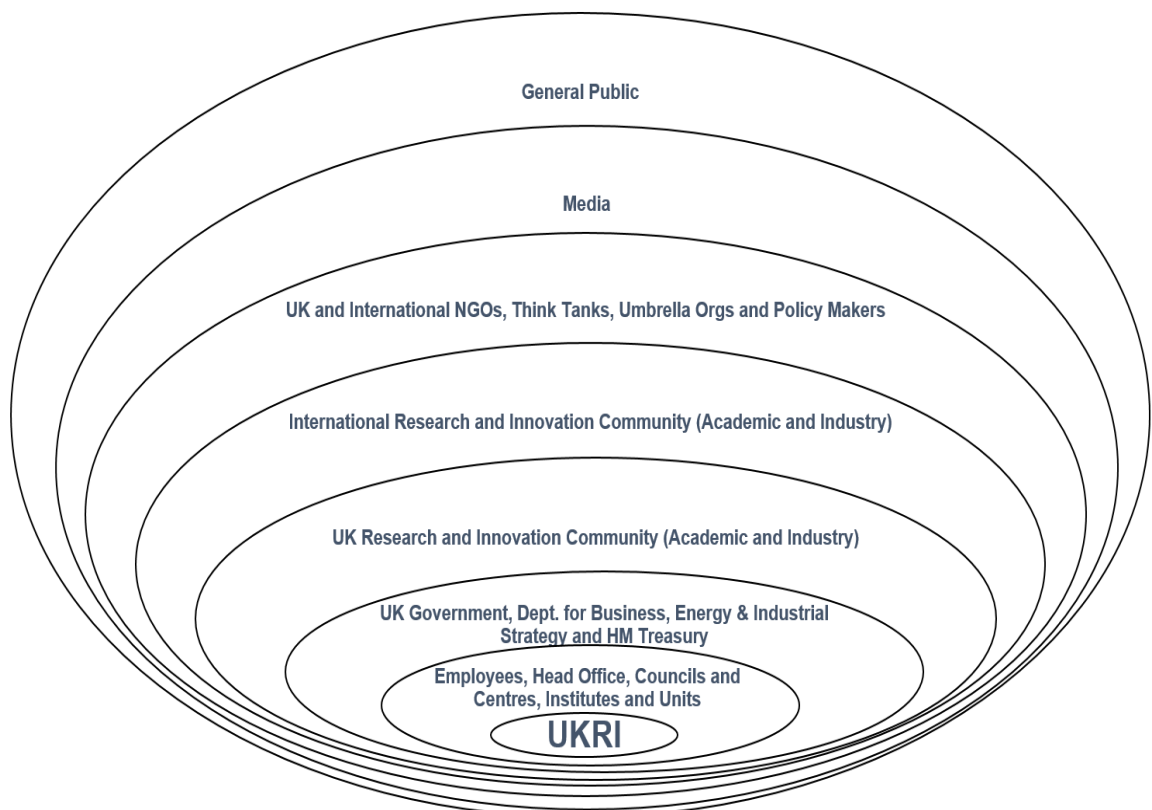 General Public
Media
UK and International NGOs, Think Tanks, Umbrella Orgs and Policy Makers
International Research and Innovation Community (Academic and Industry)
UK Research and Innovation Community (Academic and Industry)
UK Government, Dept. for Business, Energy & Industrial
Strategy and HM Treasury
Employees, Head Office, Councils and
Centres, Institutes and Units
UKRI